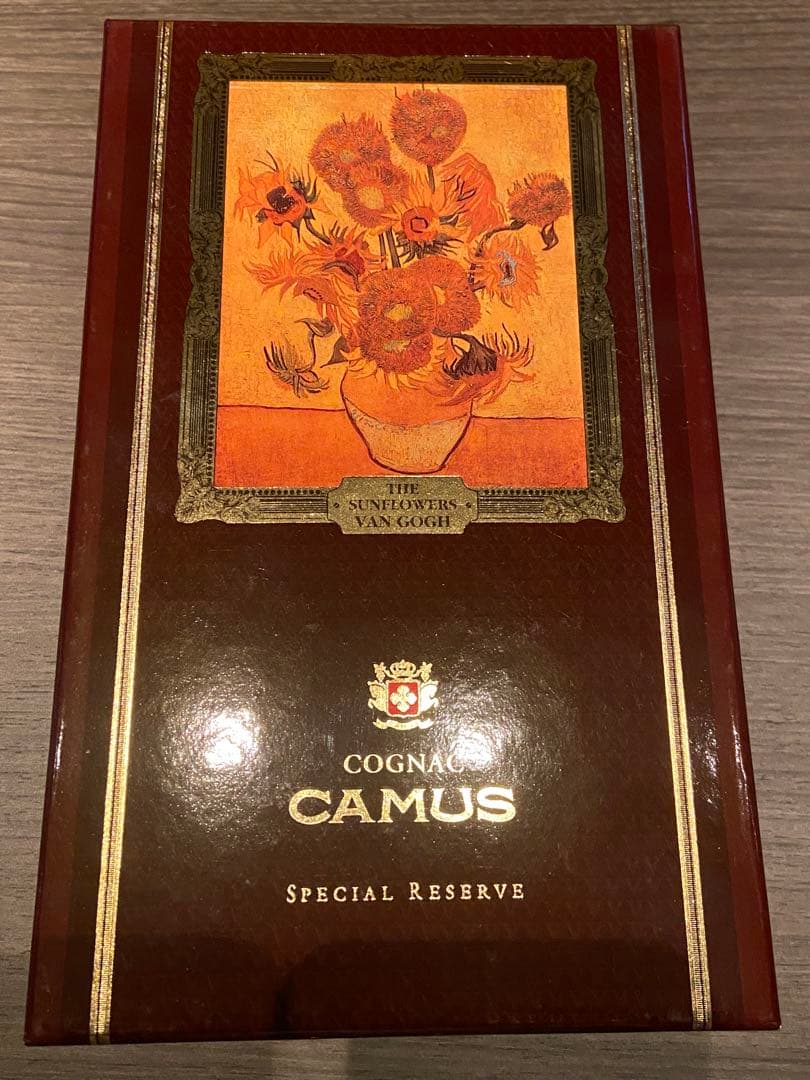 THE
SUNFLOWERS
VAN GOGH
COGNAC
CAMUS
SPECIAL RESERVE